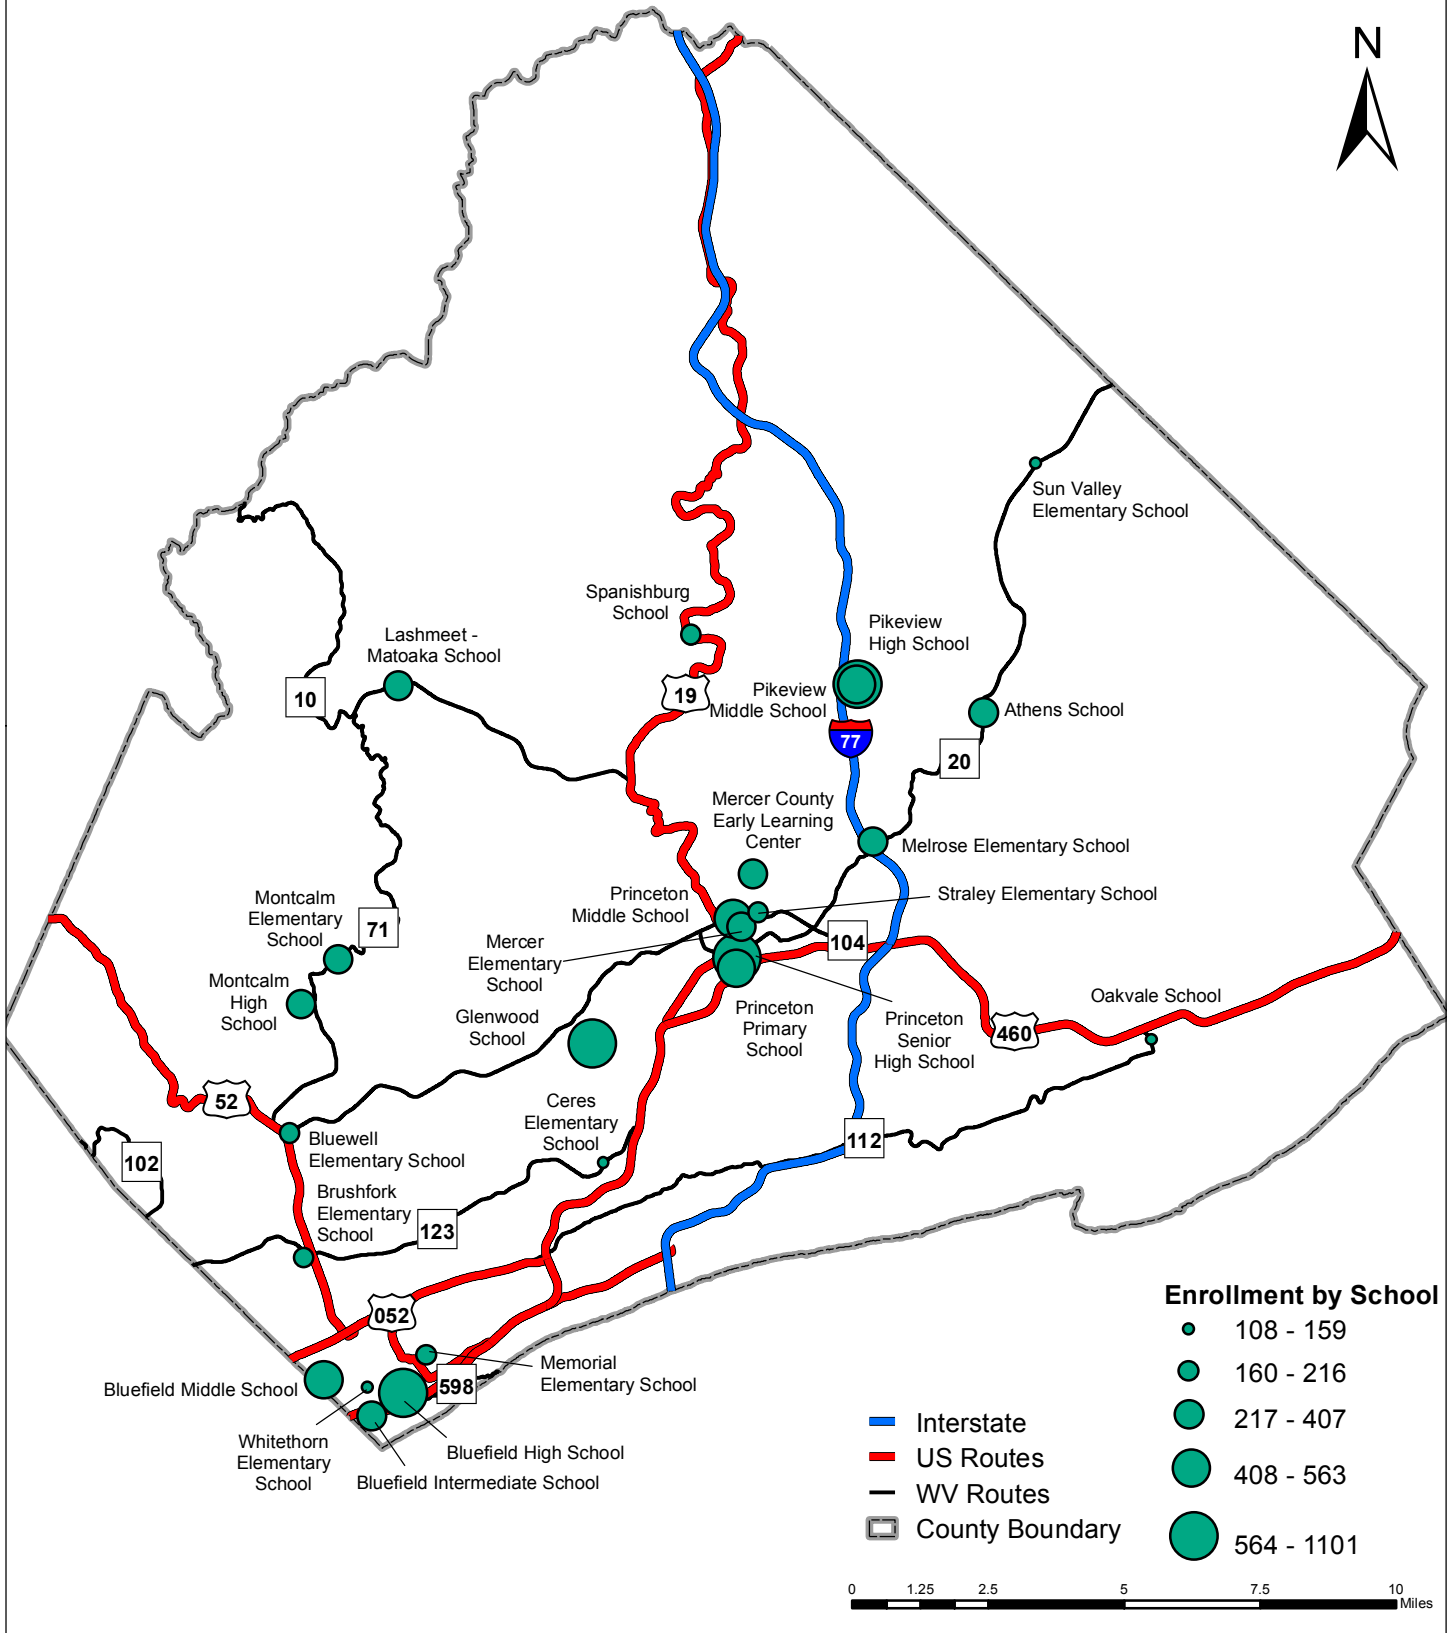 N
Sun Valley
Elementary School
Spanishburg
School
Pikeview
High School
Lashmeet -
Matoaka School
10
19
Pikeview
Middle School
Athens School
77
20
Mercer County
Early Learning
Center
Melrose Elementary School
Straley Elementary School
Princeton
Middle School
Montcalm
Elementary
School
71
104
Mercer
Elementary
School
Montcalm
High
School
Glenwood
School
Princeton
Primary
School
Princeton
Senior
High School
Oakvale School
460
52
Ceres
Elementary
School
112
Bluewell
Elementary School
102
Brushfork
Elementary
School
123
052
Memorial
Elementary School
598
Bluefield Middle School
Whitethorn
Elementary
School
Bluefield High School
Bluefield Intermediate School
Enrollment by School
108 - 159
160 - 216
217 - 407
408 - 563
564 - 1101
Interstate
US Routes
WV Routes
County Boundary
0 1.25 2.5 5 7.5 10
Miles